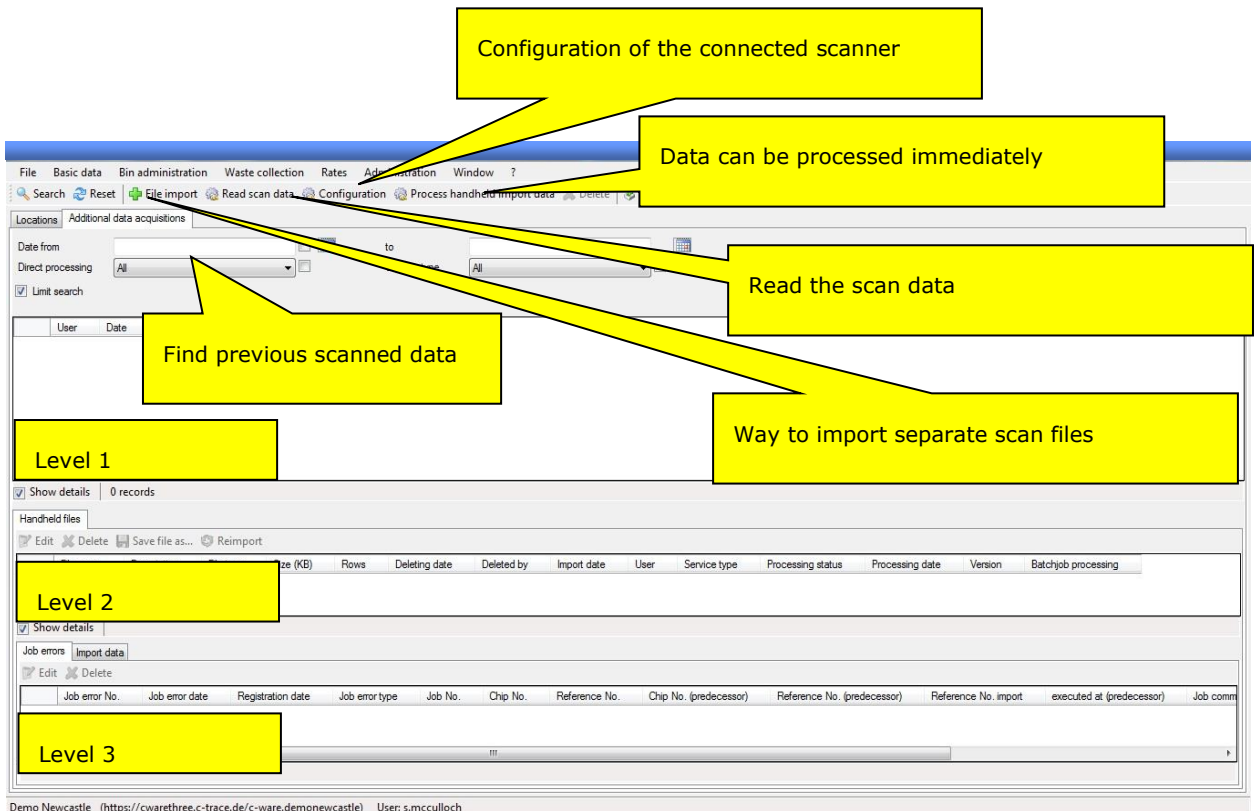 Configuration of the connected scanner
Data can be processed immediately
File Basic data Bin administration Waste collection Rates Administration Window ?
Search Reset File import Read scan data Configuration Process handheld import data Delete
Locations Additional data acquisitions
Date from to
Direct processing All All
Read the scan data
Limit search
User Date
Find previous scanned data
Way to import separate scan files
Level 1
Show details 0 records
Handheld files
Edit Delete Save file as... Reimport
Size (KB) Rows Deleting date Deleted by Import date User Service type Processing status Processing date Version Batchjob processing
Level 2
Show details
Job errors Import data
Edit Delete
Job error No. Job error date Registration date Job error type Job No. Chip No. Reference No. Chip No. (predecessor) Reference No. (predecessor) Reference No. import executed at (predecessor) Job comm
Level 3
Demo Newcastle (https://cwarethree.c-trace.de/c-ware.demonewcastle) User: s.mcculloch